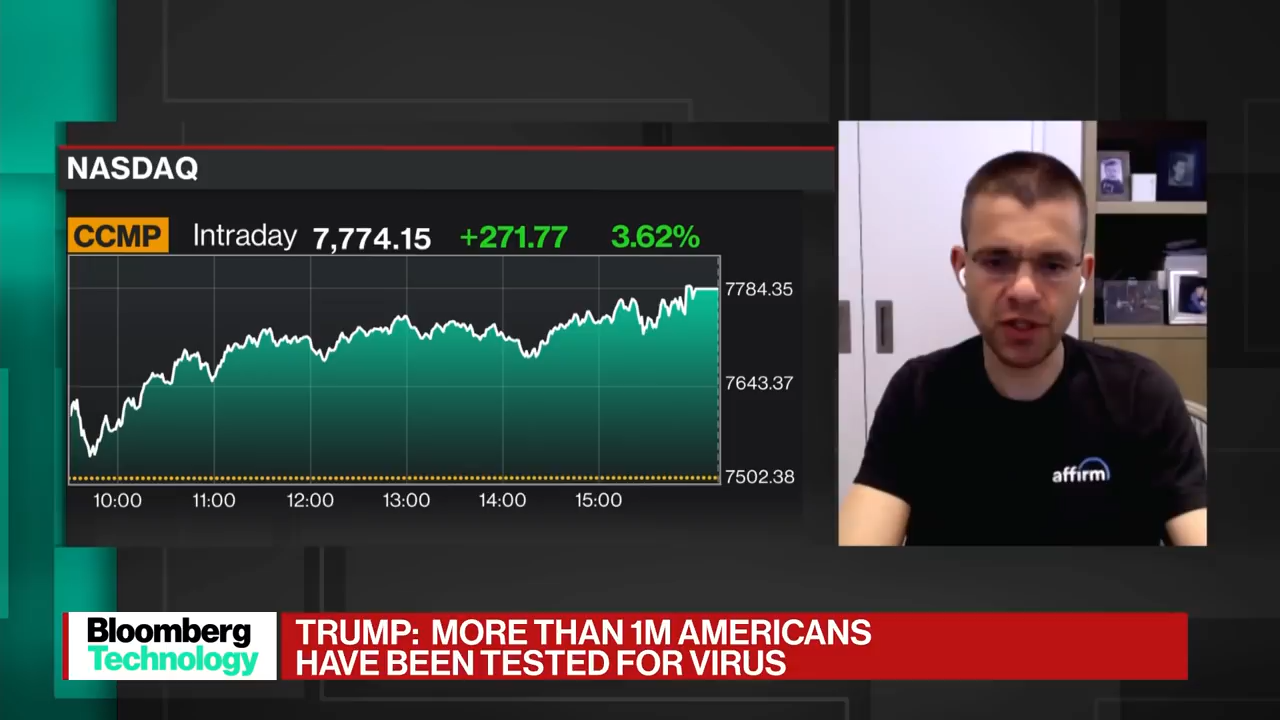 NASDAQ
CCMP Intraday 7,774.15 +271.77 3.62%
7784.35
7643.37
7502.38
10:00 11:00 12:00 13:00 14:00 15:00
affirm
Bloomberg
Technology
TRUMP: MORE THAN 1M AMERICANS
HAVE BEEN TESTED FOR VIRUS